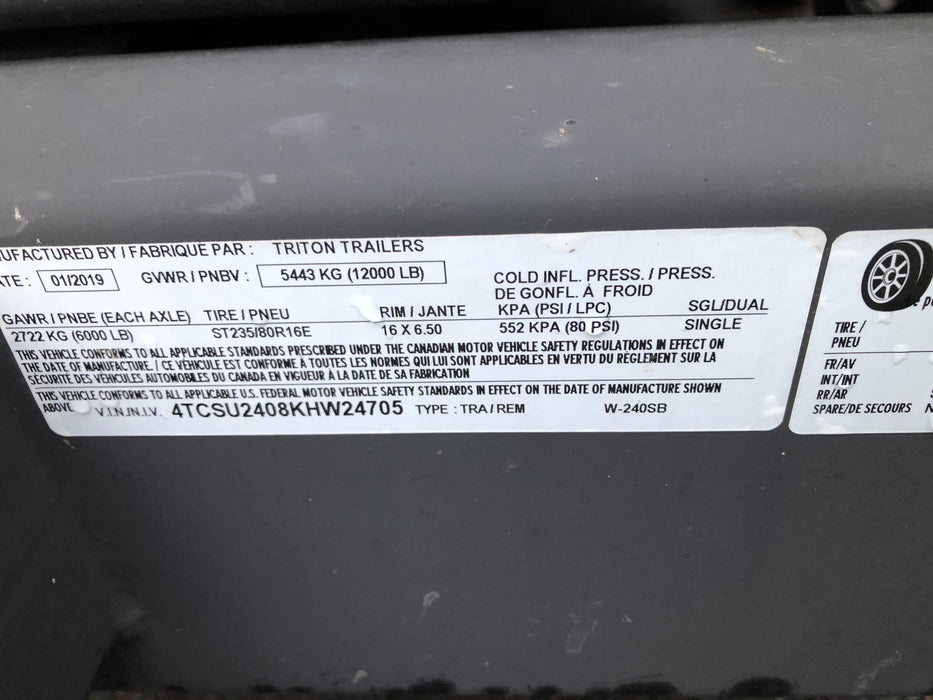 UFACTURED BY / FABRIQUE PAR : TRITON TRAILERS
ATE : 01/2019 GVWR / PNBV : 5443 KG (12000 LB)
COLD INFL. PRESS. / PRESS.
DE GONFL. À FROID
GAWR / PNBE (EACH AXLE) TIRE / PNEU RIM / JANTE KPA (PSI / LPC) SGL/DUAL
2722 KG (6000 LB) ST235/80R16E 16 X 6.50 552 KPA (80 PSI) SINGLE
THIS VEHICLE CONFORMS TO ALL APPLICABLE STANDARDS PRESCRIBED UNDER THE CANADIAN MOTOR VEHICLE SAFETY REGULATIONS IN EFFECT ON
THE DATE OF MANUFACTURE. / CE VÉHICULE EST CONFORME À TOUTES LES NORMES QUI LUI SONT APPLICABLES EN VERTU DU RÈGLEMENT SUR LA
SÉCURITÉ DES VÉHICULES AUTOMOBILES DU CANADA EN VIGUEUR À LA DATE DE SA FABRICATION
THIS VEHICLE CONFORMS TO ALL APPLICABLE U.S. FEDERAL MOTOR VEHICLE SAFETY STANDARDS IN EFFECT ON THE DATE OF MANUFACTURE SHOWN
ABOVE. V.I.N./N.I.V. 4TCSU2408KHW24705 TYPE : TRA / REM W-240SB
TIRE /
PNEU
FR/AV
INT/INT
RR/AR
SPARE/DE SECOURS